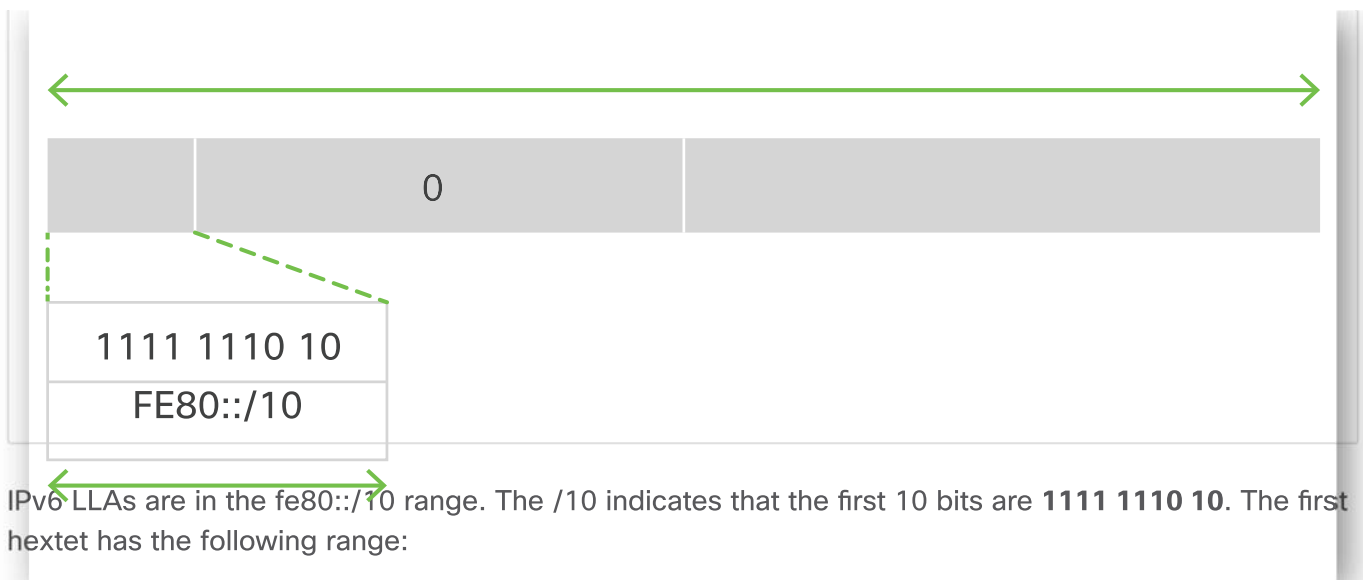 0
1111 1110 10
FE80::/10
IPv6 LLAs are in the fe80::/10 range. The /10 indicates that the first 10 bits are 1111 1110 10. The first
hextet has the following range: